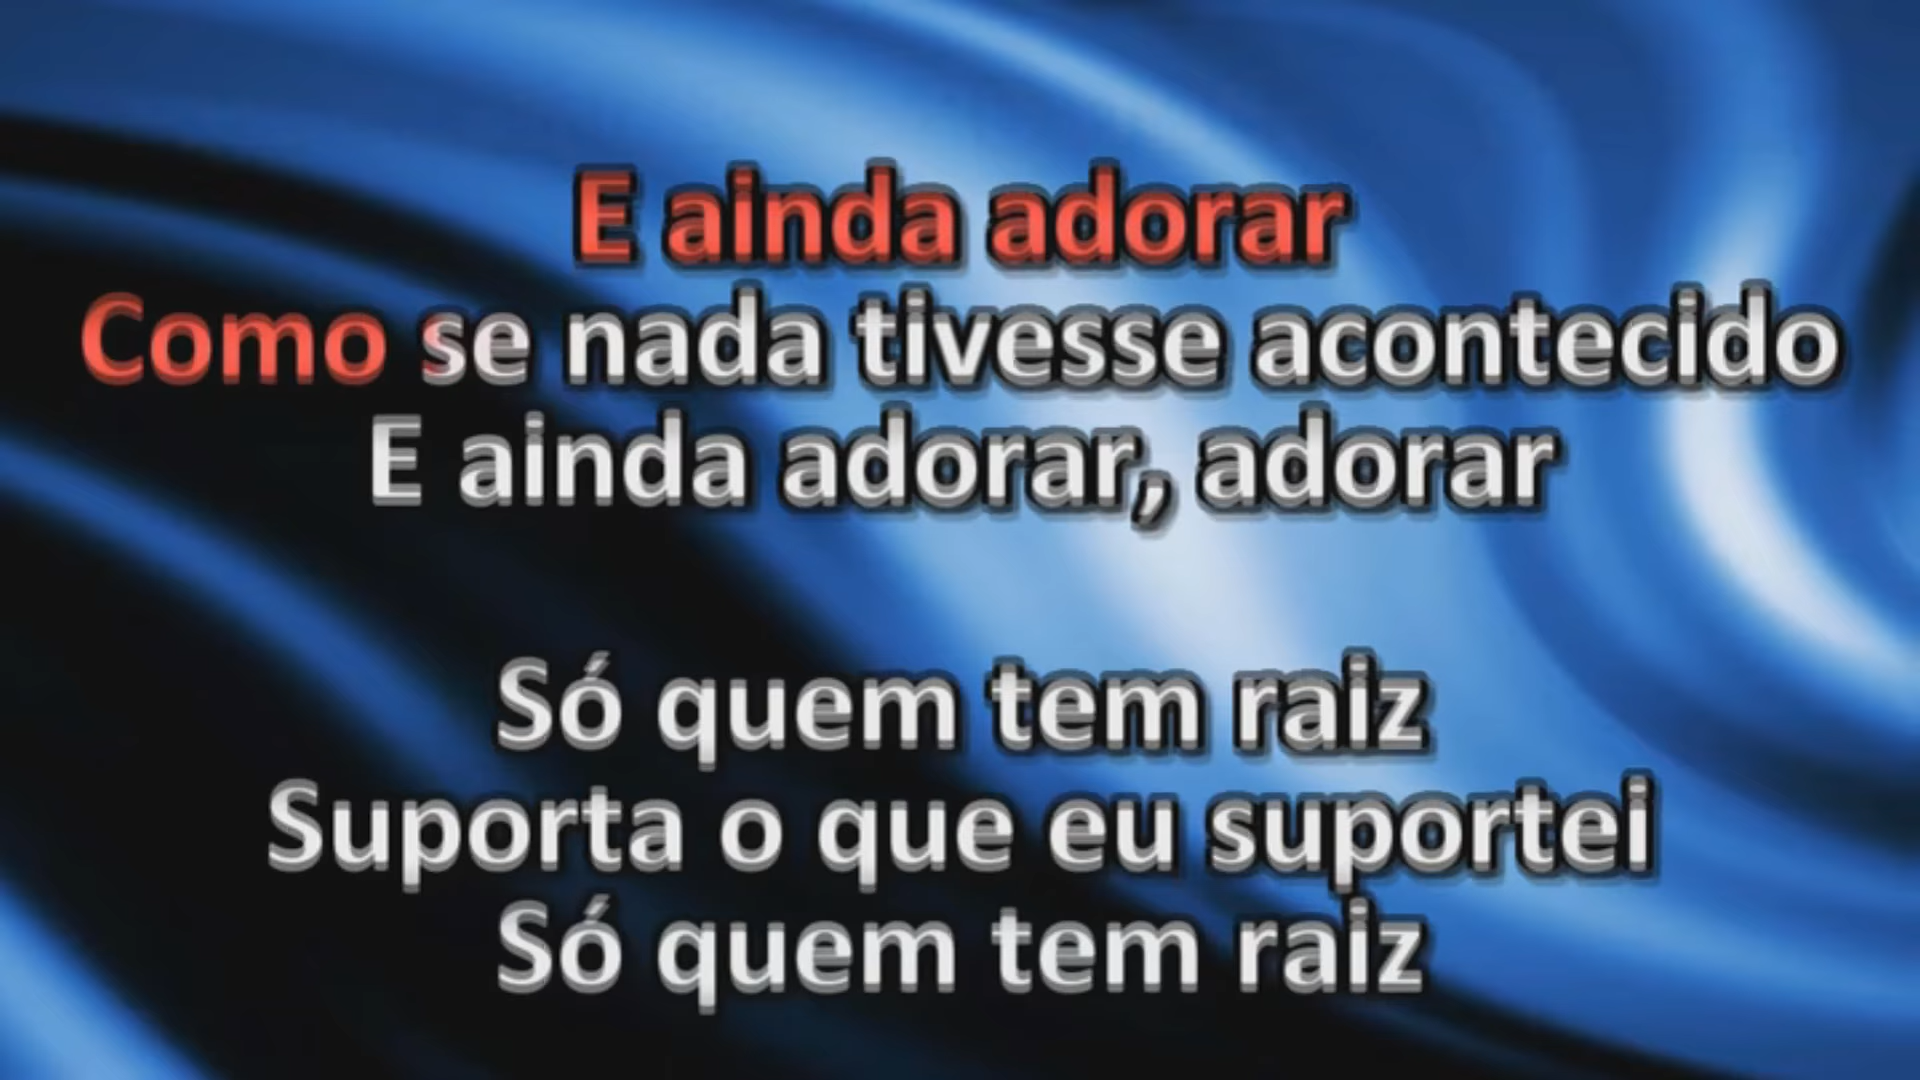 E ainda adorar
Como se nada tivesse acontecido
E ainda adorar, adorar
Só quem tem raiz
Suporta o que eu suportei
Só quem tem raiz